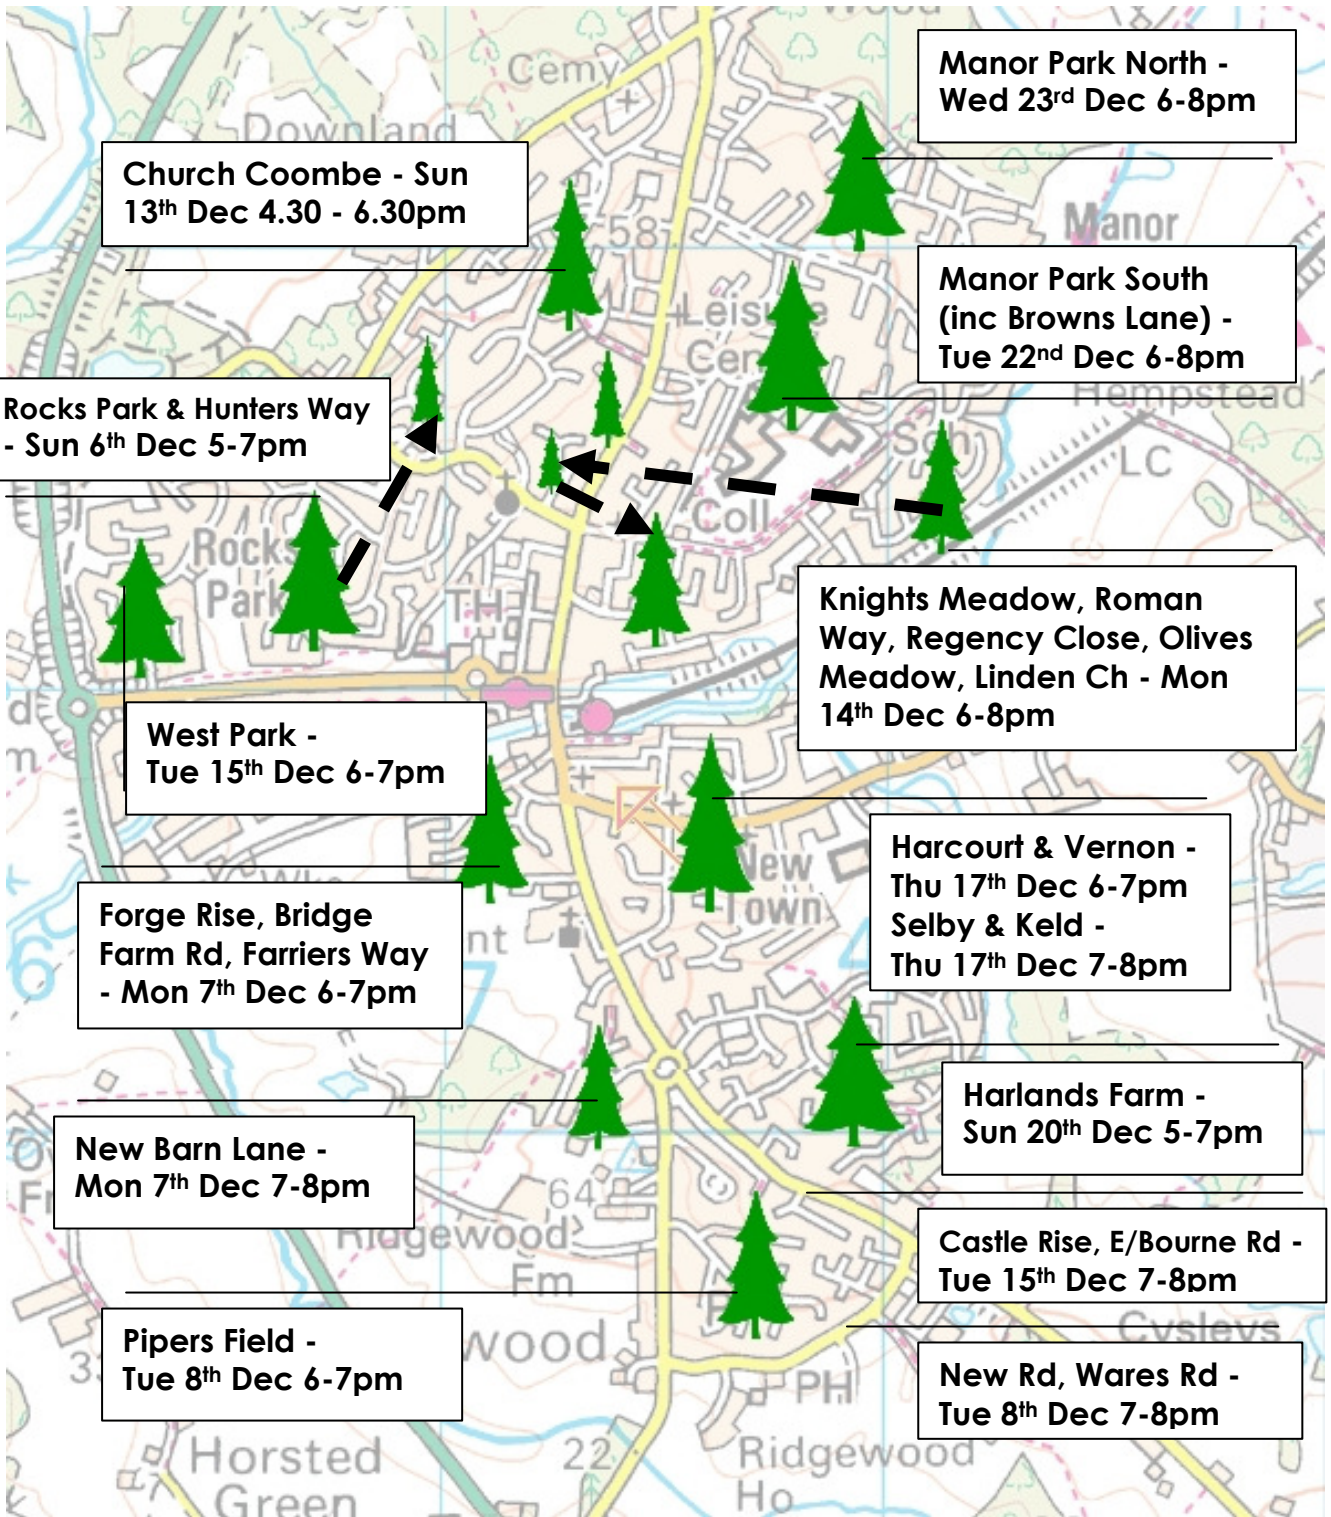 Cemy
Downland
Manor Park North -
Wed 23rd Dec 6-8pm
Church Coombe - Sun
13th Dec 4.30 - 6.30pm
58
Manor
Manor Park South
(inc Browns Lane) -
Tue 22nd Dec 6-8pm
Leisure
Hempstead
Rocks Park & Hunters Way
- Sun 6th Dec 5-7pm
Sch
LC
Coll
Rocks
Park
TH
Knights Meadow, Roman
Way, Regency Close, Olives
Meadow, Linden Ch - Mon
14th Dec 6-8pm
West Park -
Tue 15th Dec 6-7pm
New
Town
Harcourt & Vernon -
Thu 17th Dec 6-7pm
Selby & Keld -
Thu 17th Dec 7-8pm
Forge Rise, Bridge
Farm Rd, Farriers Way
- Mon 7th Dec 6-7pm
Harlands Farm -
Sun 20th Dec 5-7pm
New Barn Lane -
Mon 7th Dec 7-8pm
64
Ridgewood
Fm
Castle Rise, E/Bourne Rd -
Tue 15th Dec 7-8pm
Pipers Field -
Tue 8th Dec 6-7pm
wood
Cysleys
New Rd, Wares Rd -
Tue 8th Dec 7-8pm
PH
Horsted
Green
22
Ridgewood
Ho